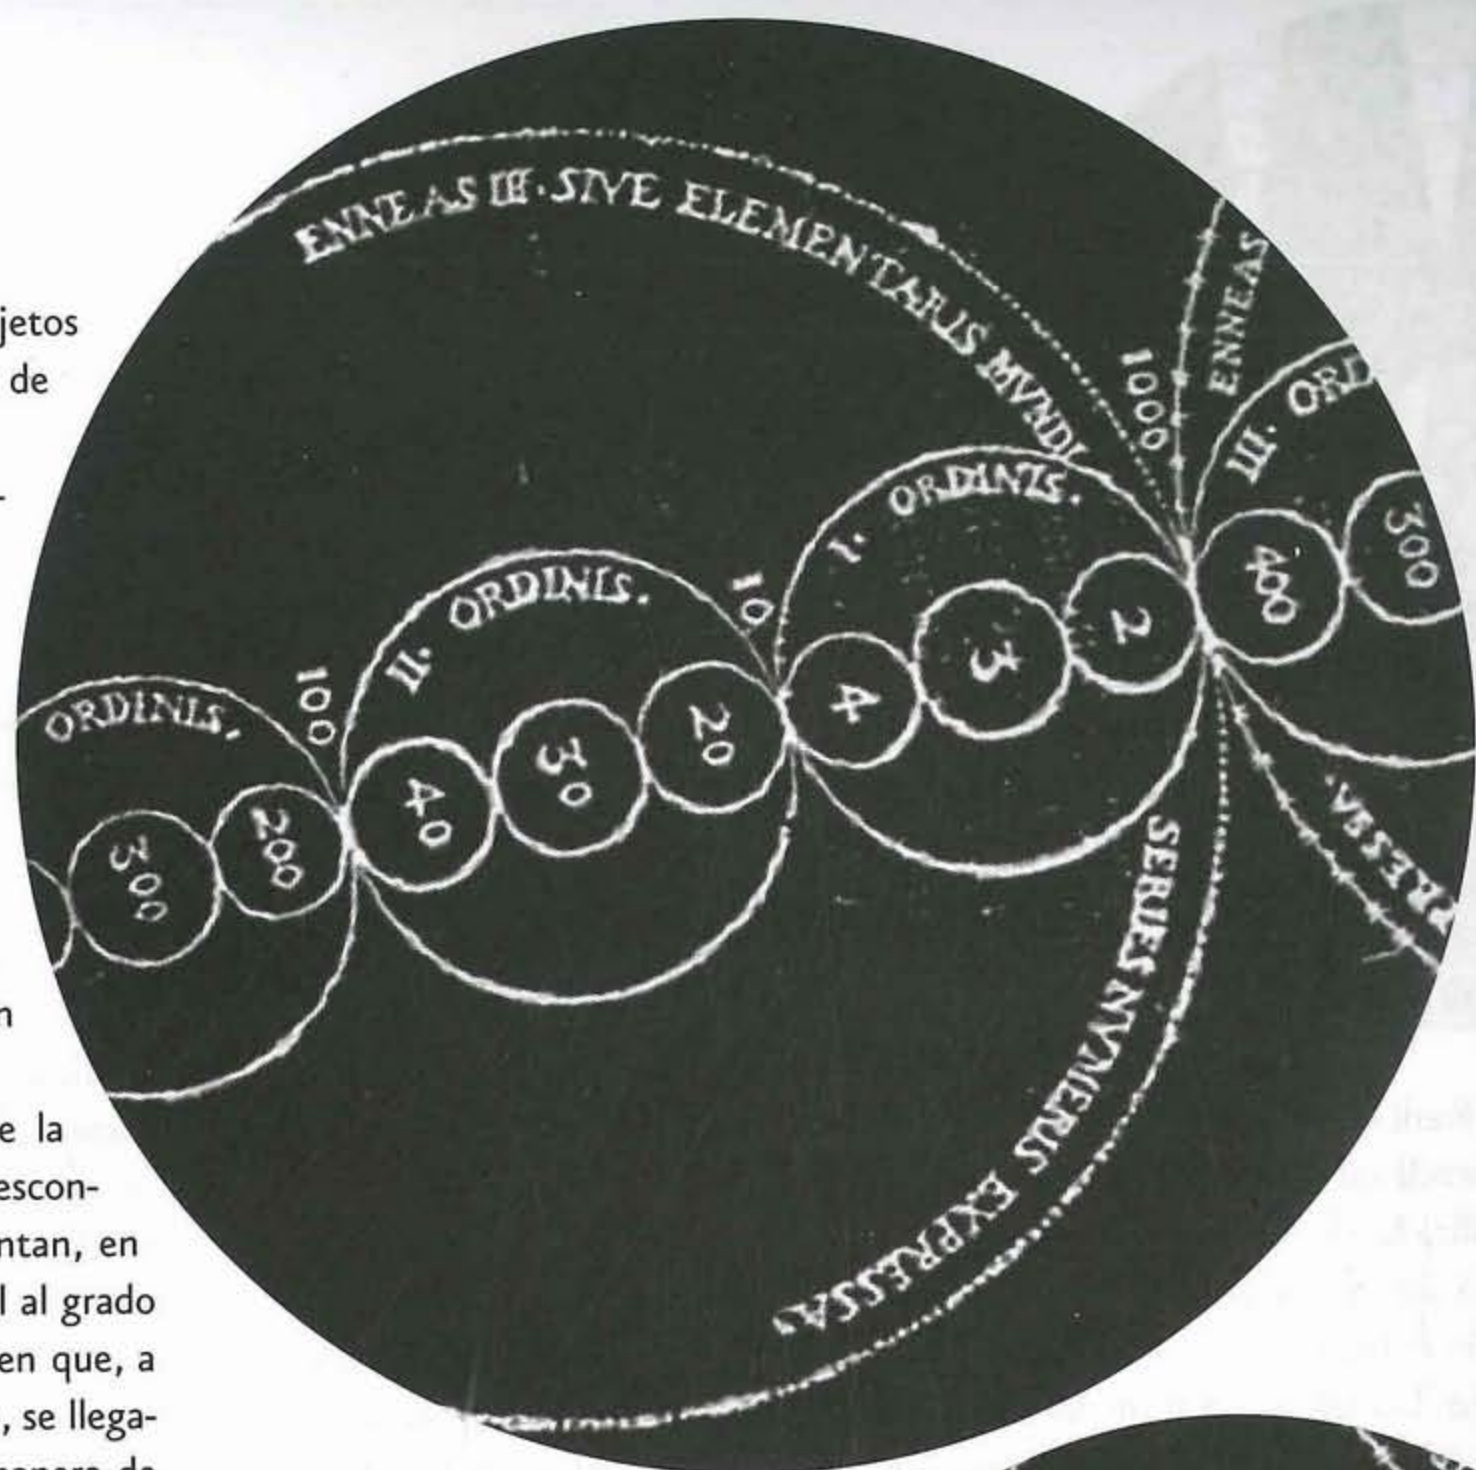 jetos
de
-
n
e la
escon-
ntan, en
l al grado
en que, a
, se llega-
ENNEAS III. SIVE ELEMENTARIS MVNDI
SERIES NVMERIS EXPRESSA.
ENNEAS
1000
III. ORD
I. ORDINIS.
10
II. ORDINIS.
100
ORDINIS.
300
200
40
30
20
4
3
2
400
300
PRESSA.